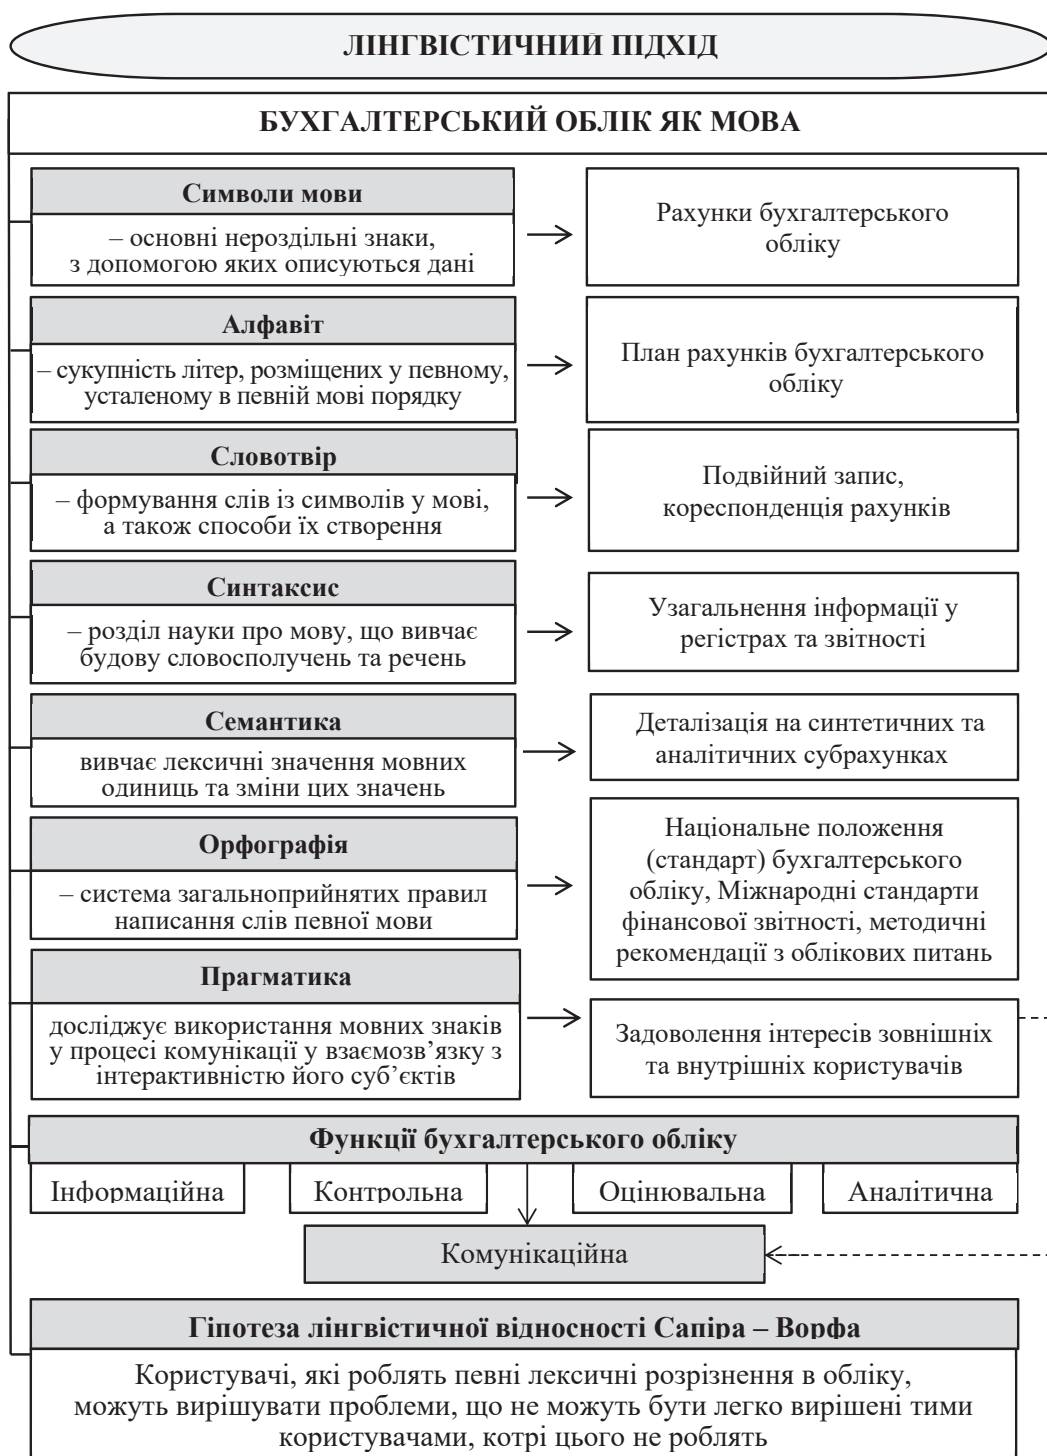 ЛІНГВІСТИЧНИЙ ПІДХІД
БУХГАЛТЕРСЬКИЙ ОБЛІК ЯК МОВА
Символи мови
– основні нероздільні знаки,
з допомогою яких описуються дані
Рахунки бухгалтерського
обліку
Алфавіт
– сукупність літер, розміщених у певному,
усталеному в певній мові порядку
План рахунків бухгалтерського
обліку
Словотвір
– формування слів із символів у мові,
а також способи їх створення
Подвійний запис,
кореспонденція рахунків
Синтаксис
– розділ науки про мову, що вивчає
будову словосполучень та речень
Узагальнення інформації у
регістрах та звітності
Семантика
вивчає лексичні значення мовних
одиниць та зміни цих значень
Деталізація на синтетичних та
аналітичних субрахунках
Орфографія
– система загальноприйнятих правил
написання слів певної мови
Національне положення
(стандарт) бухгалтерського
обліку, Міжнародні стандарти
фінансової звітності, методичні
рекомендації з облікових питань
Прагматика
досліджує використання мовних знаків
у процесі комунікації у взаємозв’язку з
інтерактивністю його суб’єктів
Задоволення інтересів зовнішніх
та внутрішніх користувачів
Функції бухгалтерського обліку
Інформаційна
Контрольна
Оцінювальна
Аналітична
Комунікаційна
Гіпотеза лінгвістичної відносності Сапіра – Ворфа
Користувачі, які роблять певні лексичні розрізнення в обліку,
можуть вирішувати проблеми, що не можуть бути легко вирішені тими
користувачами, котрі цього не роблять